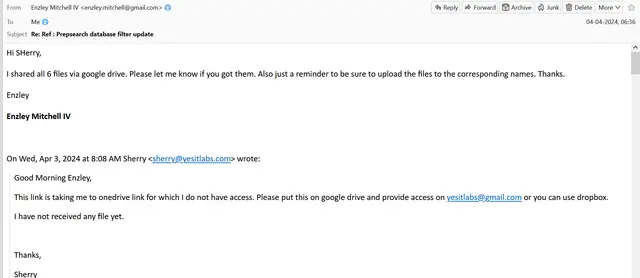 From Enzley Mitchell IV <enzley.mitchell@gmail.com>
Reply Forward Archive Junk Delete More
To Me
04-04-2024, 06:36
Subject Re: Ref : Prepsearch database filter update
Hi SHerry,
I shared all 6 files via google drive. Please let me know if you got them. Also just a reminder to be sure to upload the files to the corresponding names. Thanks.
Enzley
Enzley Mitchell IV
On Wed, Apr 3, 2024 at 8:08 AM Sherry <sherry@yesitlabs.com> wrote:
Good Morning Enzley,
This link is taking me to onedrive link for which I do not have access. Please put this on google drive and provide access on yesitlabs@gmail.com or you can use dropbox.
I have not received any file yet.
Thanks,
Sherry